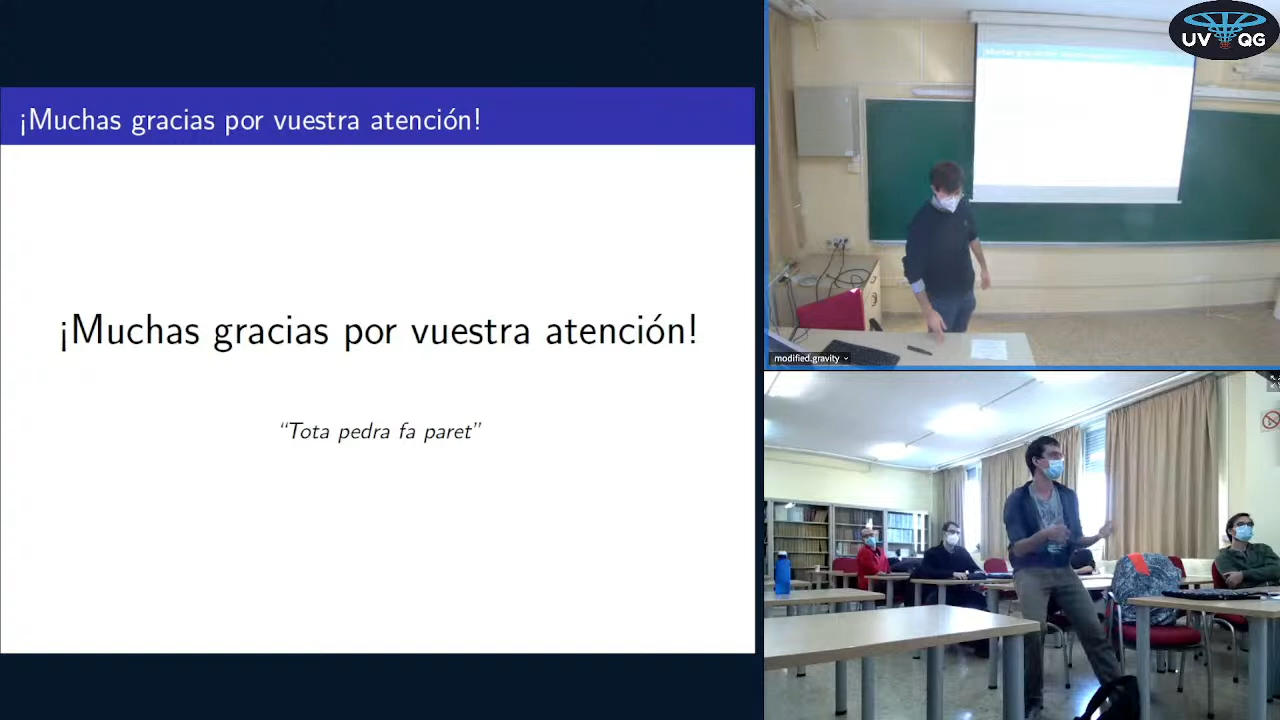 ¡Muchas gracias por vuestra atención!
¡Muchas gracias por vuestra atención!
“Tota pedra fa paret”
UV QG
modified.gravity